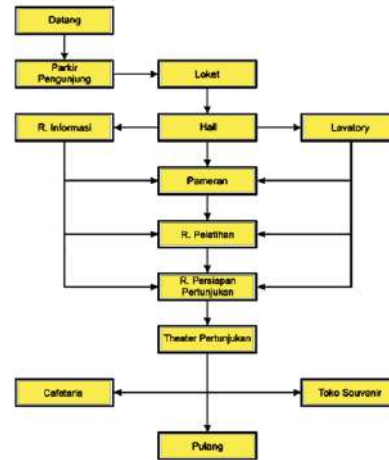 Datang
Parkir
Pengunjung
Loket
R. Informasi
Hall
Lavatory
Pameran
R. Pelatihan
R. Persiapan
Pertunjukan
Theater Pertunjukan
Cafetaria
Toko Souvenir
Pulang